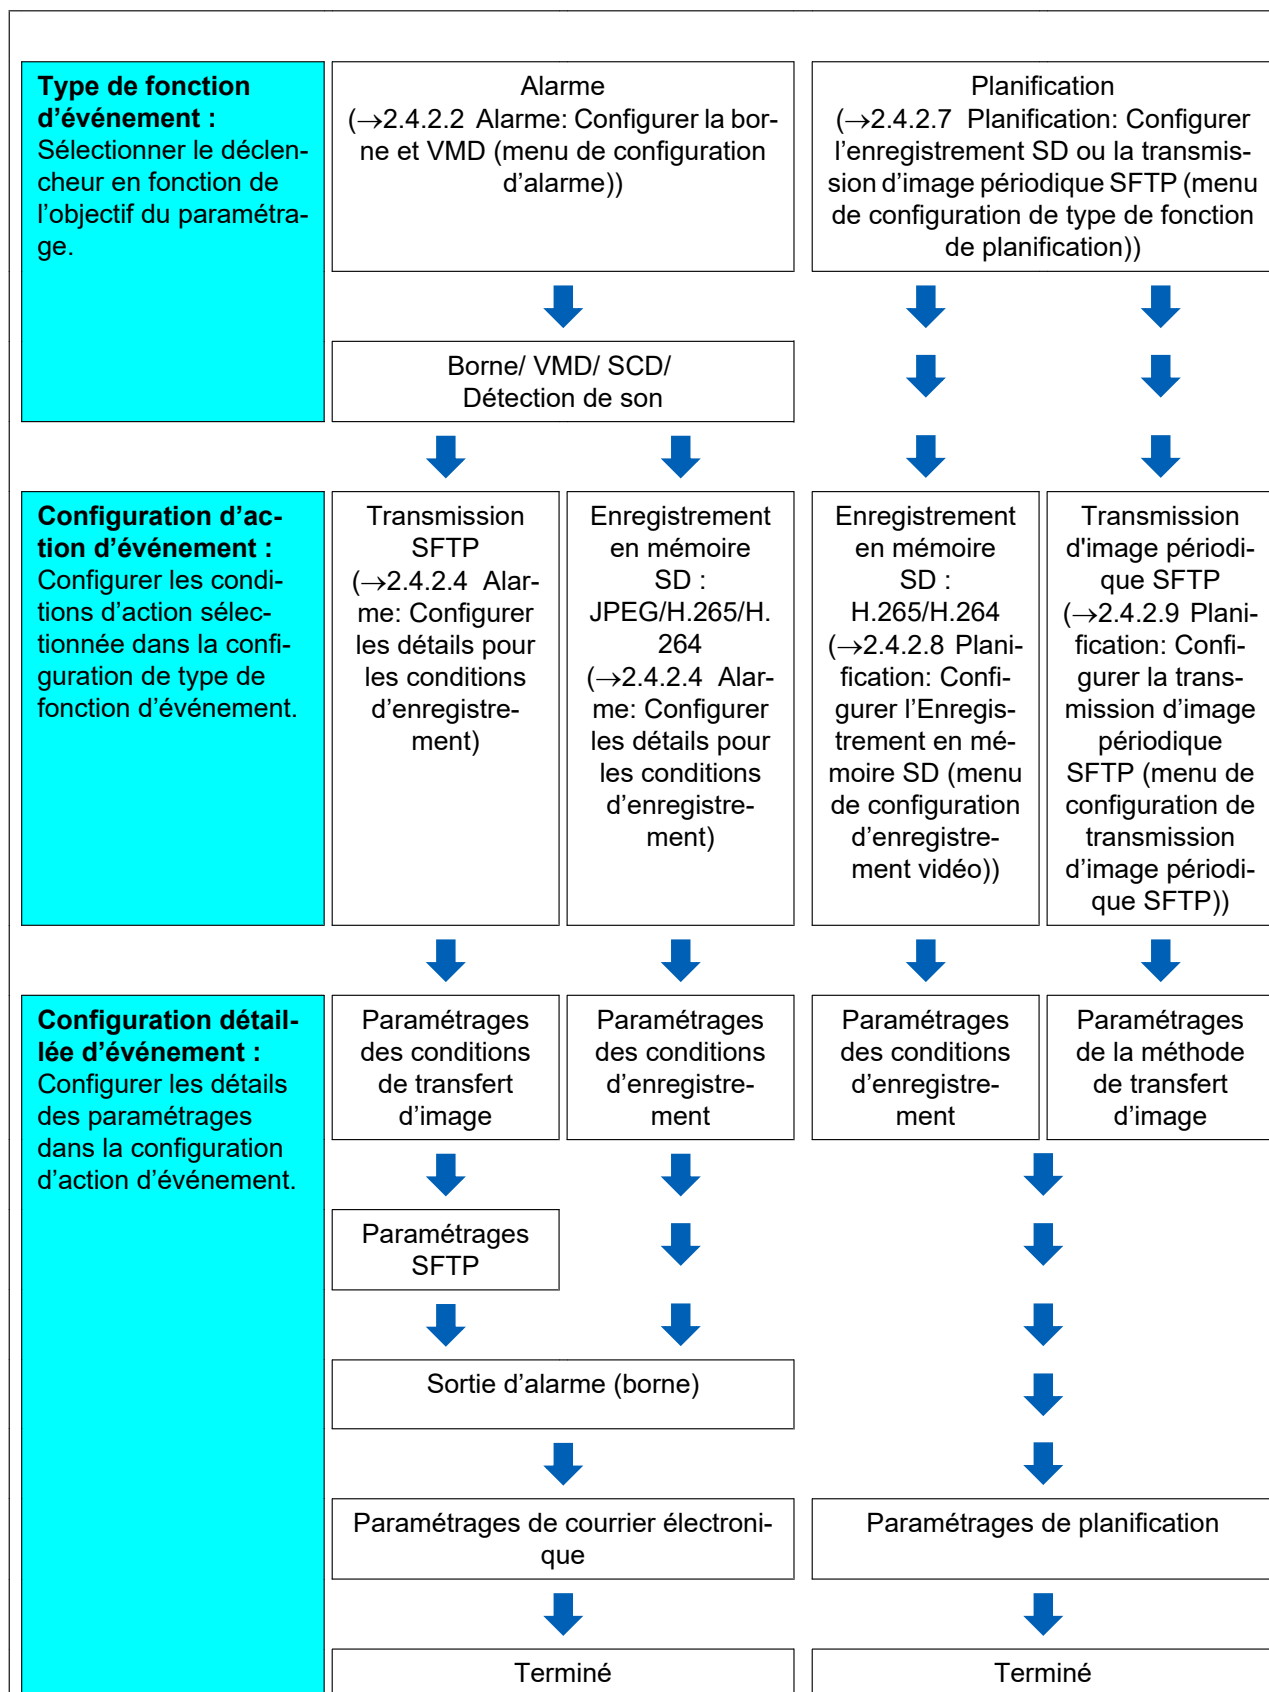 Type de fonction
d’événement :
Sélectionner le déclen-
cheur en fonction de
l’objectif du paramétra-
ge.
Alarme
(→2.4.2.2 Alarme: Configurer la bor-
ne et VMD (menu de configuration
d’alarme))
Planification
(→2.4.2.7 Planification: Configurer
l’enregistrement SD ou la transmis-
sion d’image périodique SFTP (menu
de configuration de type de fonction
de planification))
Borne/ VMD/ SCD/
Détection de son
Configuration d’ac-
tion d’événement :
Configurer les condi-
tions d’action sélec-
tionnée dans la confi-
guration de type de
fonction d’événement.
Transmission
SFTP
(→2.4.2.4 Alar-
me: Configurer
les détails pour
les conditions
d’enregistre-
ment)
Enregistrement
en mémoire
SD :
JPEG/H.265/H.
264
(→2.4.2.4 Alar-
me: Configurer
les détails pour
les conditions
d’enregistre-
ment)
Enregistrement
en mémoire
SD :
H.265/H.264
(→2.4.2.8 Plani-
fication: Confi-
gurer l’Enregis-
trement en mé-
moire SD (menu
de configuration
d’enregistre-
ment vidéo))
Transmission
d'image périodi-
que SFTP
(→2.4.2.9 Plani-
fication: Confi-
gurer la trans-
mission d’image
périodique
SFTP (menu de
configuration de
transmission
d’image périodi-
que SFTP))
Configuration détail-
lée d’événement :
Configurer les détails
des paramétrages
dans la configuration
d’action d’événement.
Paramétrages
des conditions
de transfert
d’image
Paramétrages
des conditions
d’enregistre-
ment
Paramétrages
des conditions
d’enregistre-
ment
Paramétrages
de la méthode
de transfert
d’image
Paramétrages
SFTP
Sortie d’alarme (borne)
Paramétrages de courrier électroni-
que
Paramétrages de planification
Terminé
Terminé